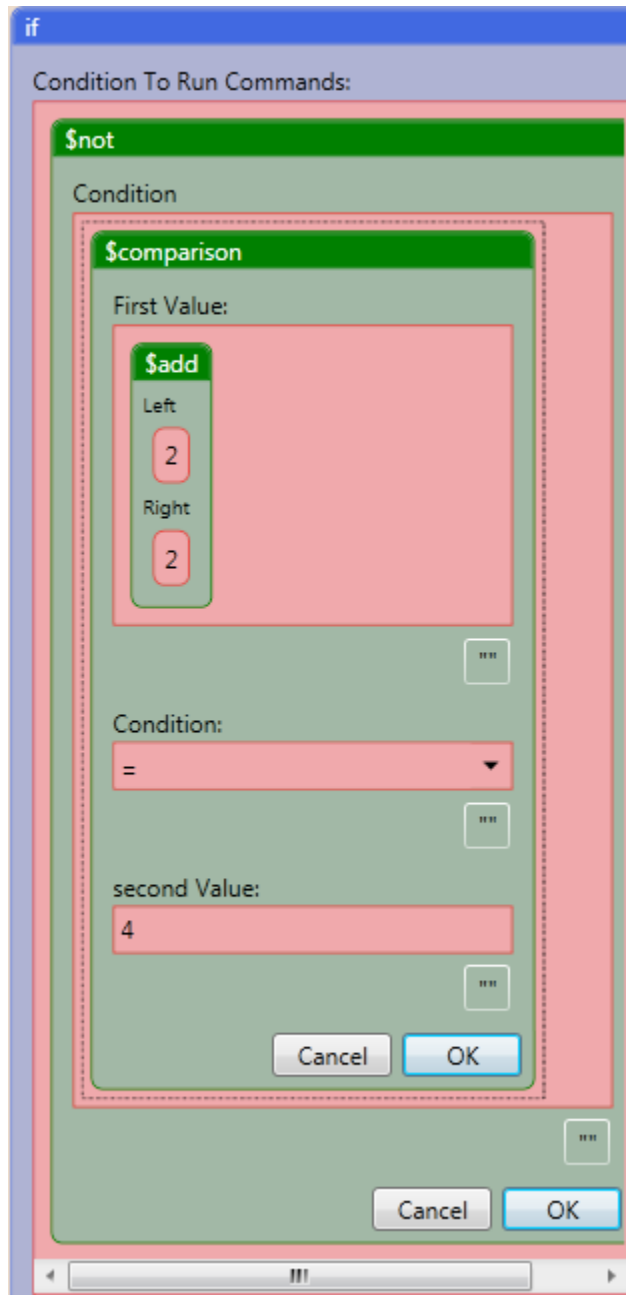 if
Condition To Run Commands:
$not
Condition
$comparison
First Value:
$add
Left
2
Right
2
""
Condition:
=
""
second Value:
4
""
Cancel OK
""
Cancel OK